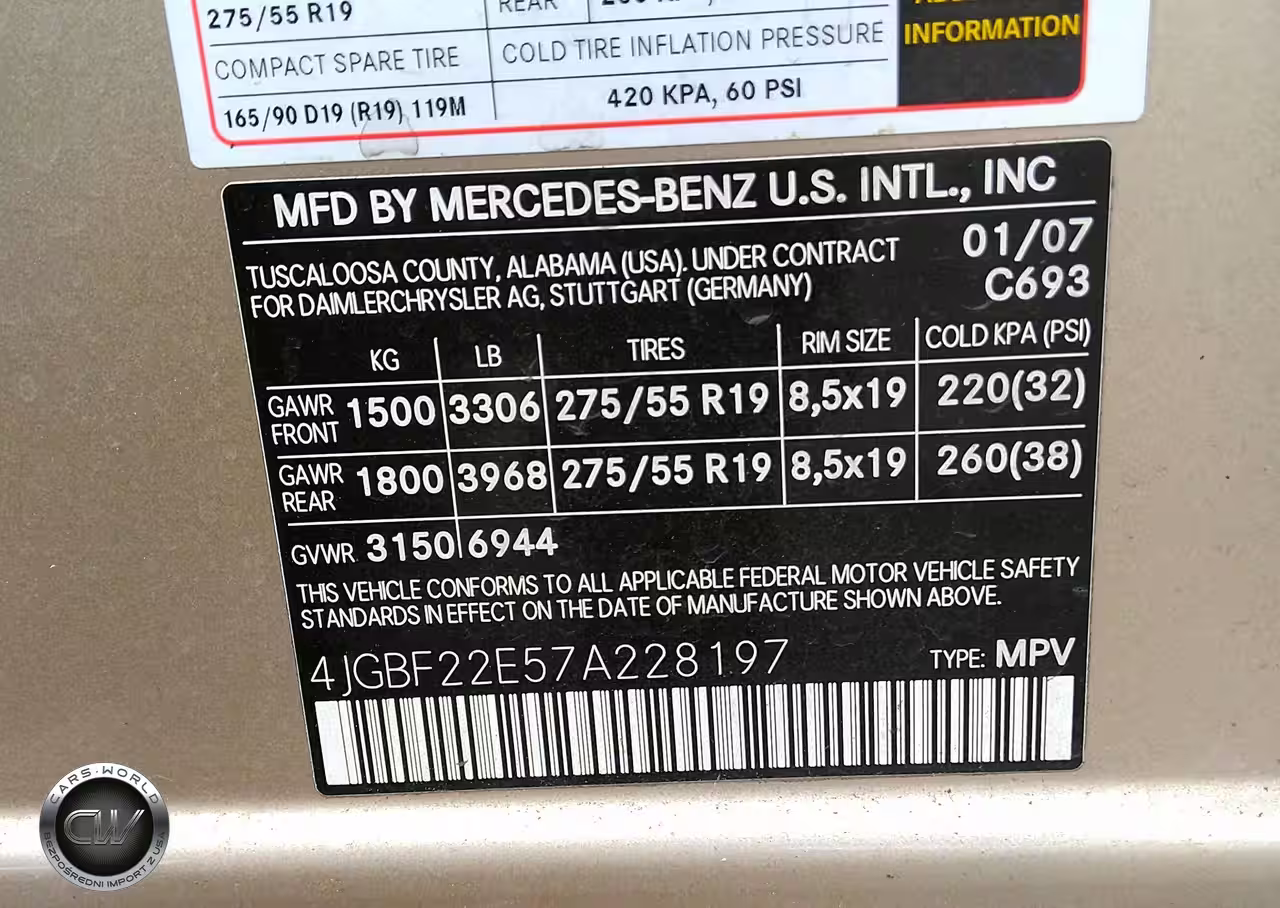 275/55 R19
REAR
COMPACT SPARE TIRE
COLD TIRE INFLATION PRESSURE
INFORMATION
165/90 D19 (R19) 119M
420 KPA, 60 PSI
MFD BY MERCEDES-BENZ U.S. INTL., INC
TUSCALOOSA COUNTY, ALABAMA (USA). UNDER CONTRACT
FOR DAIMLERCHRYSLER AG, STUTTGART (GERMANY)
01/07
C693
KG LB TIRES RIM SIZE COLD KPA (PSI)
GAWR FRONT 1500 3306 275/55 R19 8,5x19 220(32)
GAWR REAR 1800 3968 275/55 R19 8,5x19 260(38)
GVWR 3150 6944
THIS VEHICLE CONFORMS TO ALL APPLICABLE FEDERAL MOTOR VEHICLE SAFETY
STANDARDS IN EFFECT ON THE DATE OF MANUFACTURE SHOWN ABOVE.
4JGBF22E57A228197 TYPE: MPV
CARS-WORLD
CW
BEZPOŚREDNI IMPORT Z USA